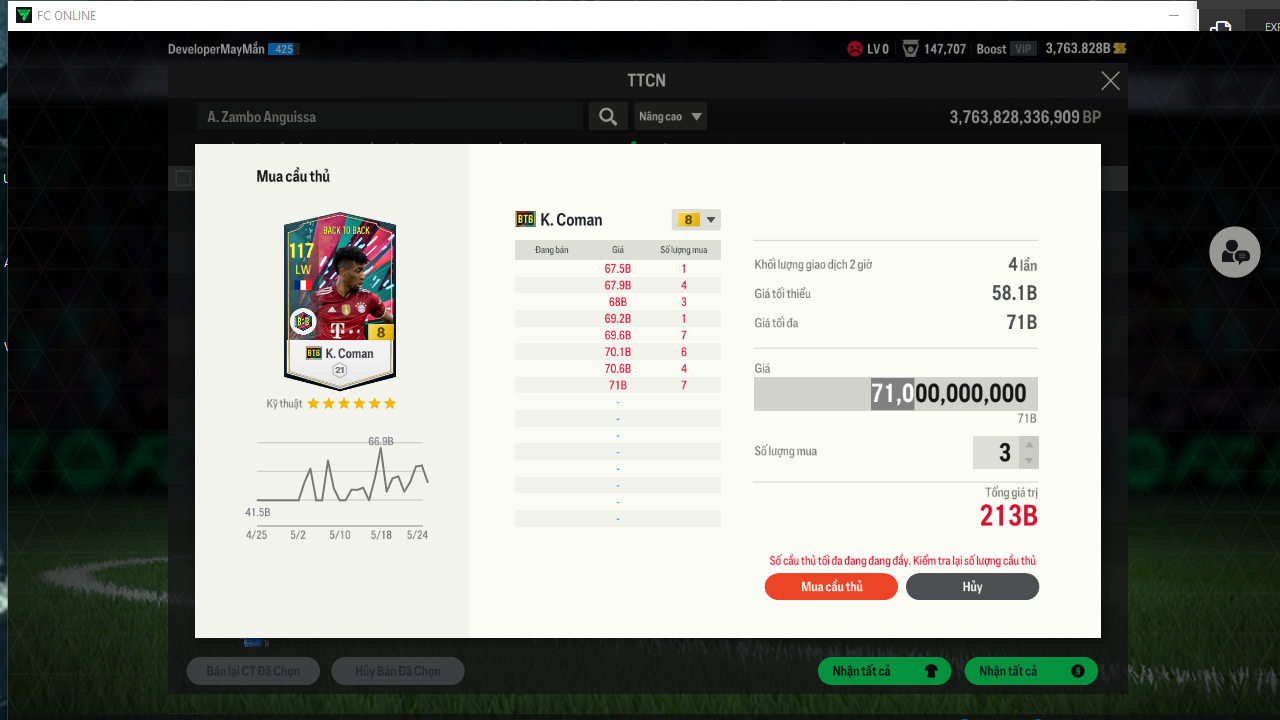 FC ONLINE
EXP
DeveloperMayMắn 425
LV 0 147,707 Boost VIP 3,763.828B
TTCN
A. Zambo Anguissa
Nâng cao
3,763,828,336,909 BP
Mua cầu thủ
BACK TO BACK
117
LW
8
BTB K. Coman
21
Kỹ thuật
66.9B
41.5B
4/25 5/2 5/10 5/18 5/24
BTB K. Coman 8
Đang bán Giá Số lượng mua
67.5B 1
67.9B 4
68B 3
69.2B 1
69.6B 7
70.1B 6
70.6B 4
71B 7
-
-
-
-
-
-
-
-
Khối lượng giao dịch 2 giờ 4 lần
Giá tối thiểu 58.1B
Giá tối đa 71B
Giá
71,000,000,000
71B
Số lượng mua 3
Tổng giá trị
213B
Số cầu thủ tối đa đang đang đầy. Kiểm tra lại số lượng cầu thủ
Mua cầu thủ Hủy
Bán lại CT Đã Chọn Hủy Bán Đã Chọn Nhận tất cả Nhận tất cả